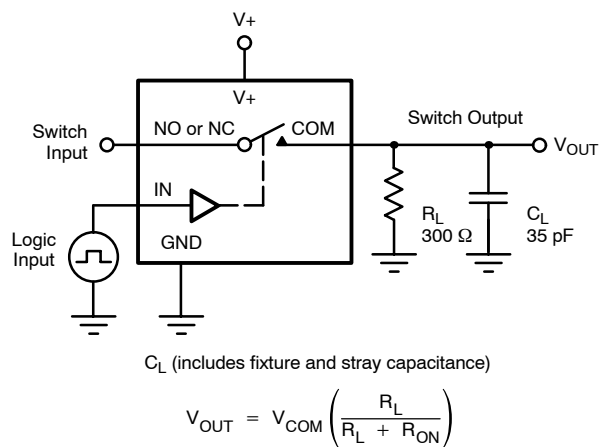 V+
V+
Switch Output
Switch Input
NO or NC
COM
V_OUT
IN
R_L
300 Ω
C_L
35 pF
Logic Input
GND
C_L (includes fixture and stray capacitance)
V_OUT = V_COM ( R_L / (R_L + R_ON) )